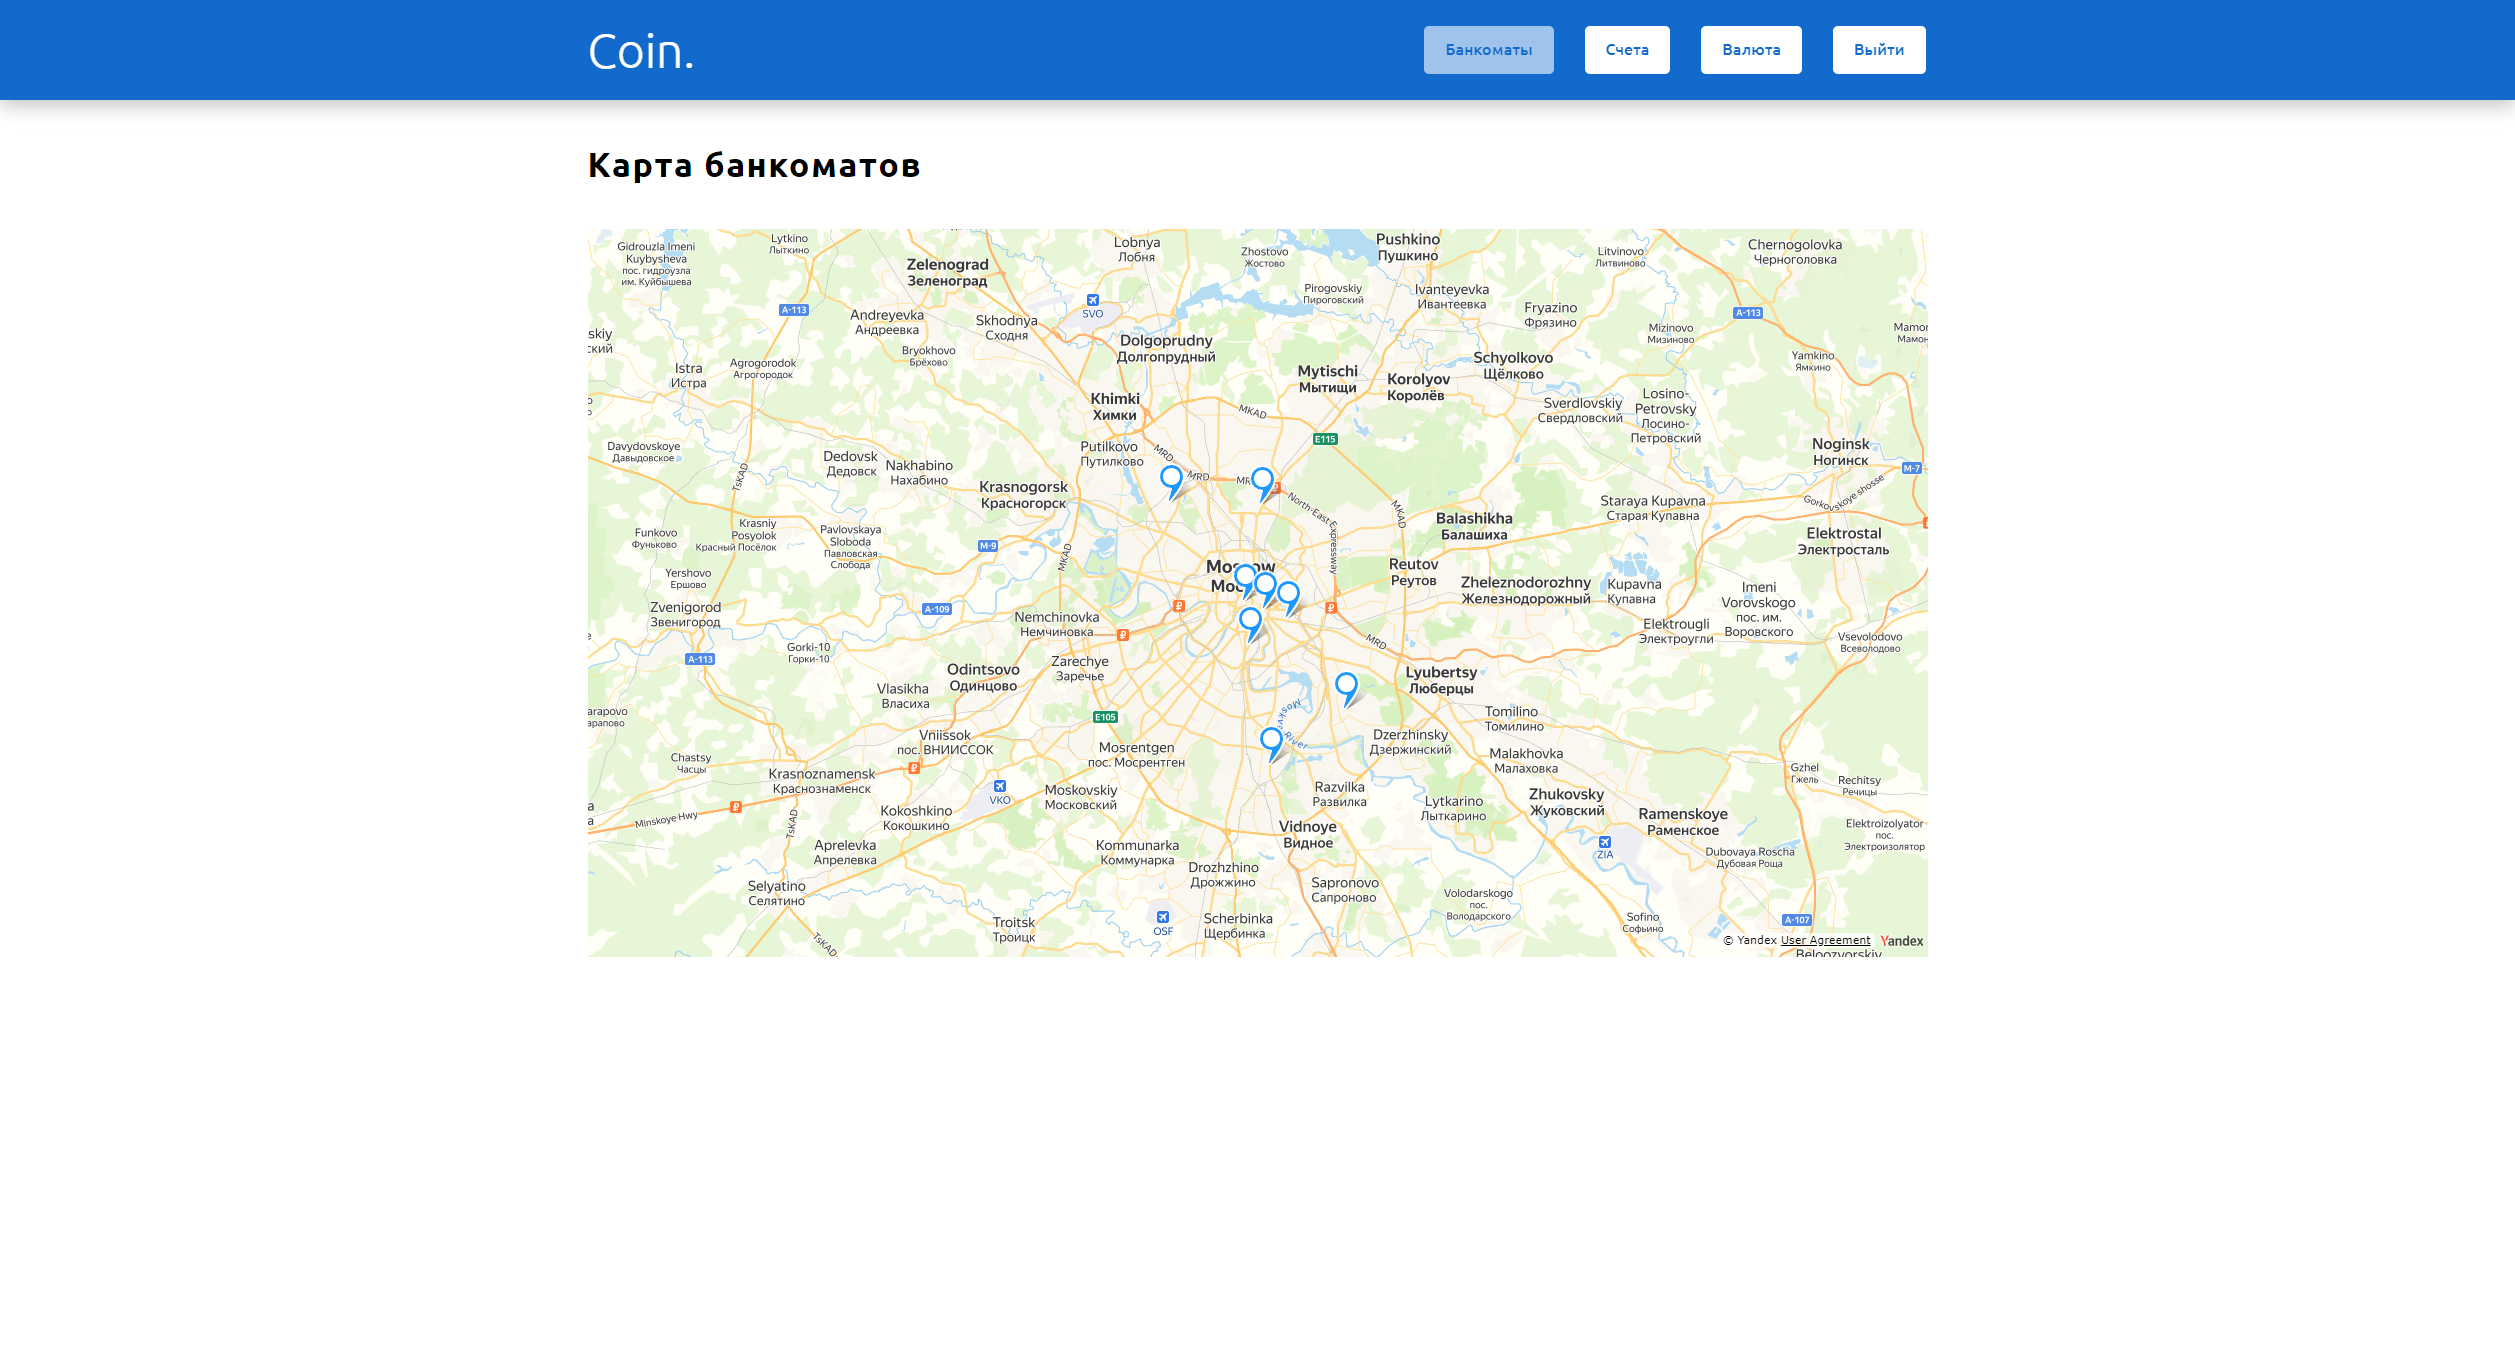 Coin.
Банкоматы
Счета
Валюта
Выйти
Карта банкоматов
Gidrouzla Imeni
Kuybysheva
пос. гидроузла
им. Куйбышева
Lytkino
Лыткино
Lobnya
Лобня
Zhostovo
Жостово
Pushkino
Пушкино
Litvinovo
Литвиново
Chernogolovka
Черноголовка
Zelenograd
Зеленоград
Pirogovskiy
Пироговский
Ivanteyevka
Ивантеевка
Fryazino
Фрязино
A-113
SVO
A-113
Andreyevka
Андреевка
Skhodnya
Сходня
Mizinovo
Мизиново
Mamon
Мамон
skiy
ский
Bryokhovo
Брёхово
Dolgoprudny
Долгопрудный
Schyolkovo
Щёлково
Yamkino
Ямкино
Istra
Истра
Agrogorodok
Агрогородок
Mytischi
Мытищи
Korolyov
Королёв
Khimki
Химки
MKAD
Sverdlovskiy
Свердловский
Losino-
Petrovsky
Лосино-
Петровский
Davydovskoye
Давыдовское
Dedovsk
Дедовск
Nakhabino
Нахабино
Putilkovo
Путилково
MRD
E115
Noginsk
Ногинск
M-7
TsKAD
Krasnogorsk
Красногорск
MRD
MR
North-East Expressway
MKAD
Staraya Kupavna
Старая Купавна
Gorkovskoye shosse
Funkovo
Фуньково
Krasniy
Posyolok
Красный Посёлок
Pavlovskaya
Sloboda
Павловская
Слобода
M-9
MKAD
Balashikha
Балашиха
Elektrostal
Электросталь
Yershovo
Ершово
Moscow
Мос
Reutov
Реутов
Zheleznodorozhny
Железнодорожный
Kupavna
Купавна
Imeni
Vorovskogo
пос. им.
Воровского
Zvenigorod
Звенигород
A-109
Nemchinovka
Немчиновка
Elektrougli
Электроугли
Vsevolodovo
Всеволодово
MRD
A-113
Gorki-10
Горки-10
Odintsovo
Одинцово
Zarechye
Заречье
Lyubertsy
Люберцы
Vlasikha
Власиха
arapovo
арапово
E105
Moskva River
Tomilino
Томилино
Vniissok
пос. ВНИИССОК
Mosrentgen
пос. Мосрентген
Dzerzhinsky
Дзержинский
Malakhovka
Малаховка
Chastsy
Часцы
Krasnoznamensk
Краснознаменск
VKO
Moskovskiy
Московский
Razvilka
Развилка
Lytkarino
Лыткарино
Zhukovsky
Жуковский
Gzhel
Гжель
Rechitsy
Речицы
Minskoye Hwy
TsKAD
Kokoshkino
Кокошкино
Ramenskoye
Раменское
Elektroizolyator
пос.
Электроизолятор
Vidnoye
Видное
Aprelevka
Апрелевка
Kommunarka
Коммунарка
ZIA
Dubovaya Roscha
Дубовая Роща
Drozhzhino
Дрожжино
Selyatino
Селятино
Sapronovo
Сапроново
Volodarskogo
пос.
Володарского
Troitsk
Троицк
OSF
Scherbinka
Щербинка
Sofino
Софьино
A-107
TsKAD
© Yandex User Agreement
Yandex
Beloozyorskiy